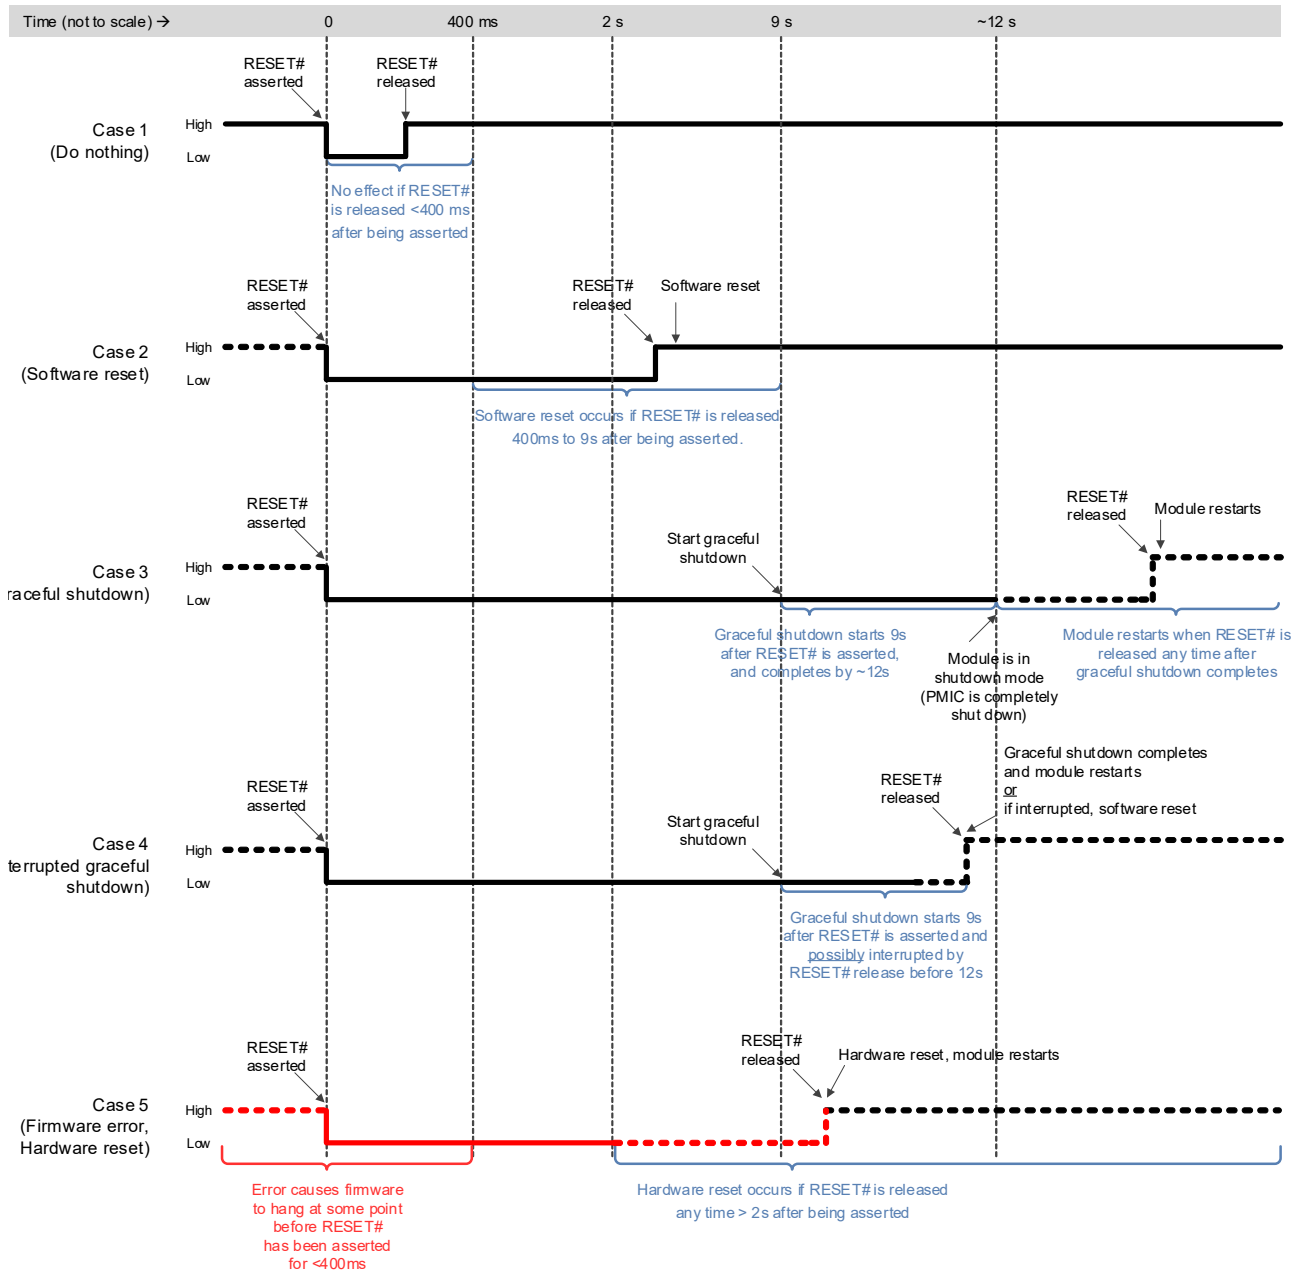 Time (not to scale) → 0 400 ms 2 s 9 s ~12 s
RESET#
asserted
RESET#
released
Case 1
(Do nothing)
High
Low
No effect if RESET#
is released <400 ms
after being asserted
RESET#
asserted
RESET#
released
Software reset
Case 2
(Software reset)
High
Low
Software reset occurs if RESET# is released
400ms to 9s after being asserted.
RESET#
asserted
Start graceful
shutdown
RESET#
released
Module restarts
Case 3
raceful shutdown)
High
Low
Graceful shutdown starts 9s
after RESET# is asserted,
and completes by ~12s
Module is in
shutdown mode
(PMIC is completely
shut down)
Module restarts when RESET# is
released any time after
graceful shutdown completes
RESET#
asserted
Start graceful
shutdown
RESET#
released
Graceful shutdown completes
and module restarts
or
if interrupted, software reset
Case 4
terrupted graceful
shutdown)
High
Low
Graceful shutdown starts 9s
after RESET# is asserted and
possibly interrupted by
RESET# release before 12s
RESET#
asserted
RESET#
released
Hardware reset, module restarts
Case 5
(Firmware error,
Hardware reset)
High
Low
Error causes firmware
to hang at some point
before RESET#
has been asserted
for <400ms
Hardware reset occurs if RESET# is released
any time > 2s after being asserted